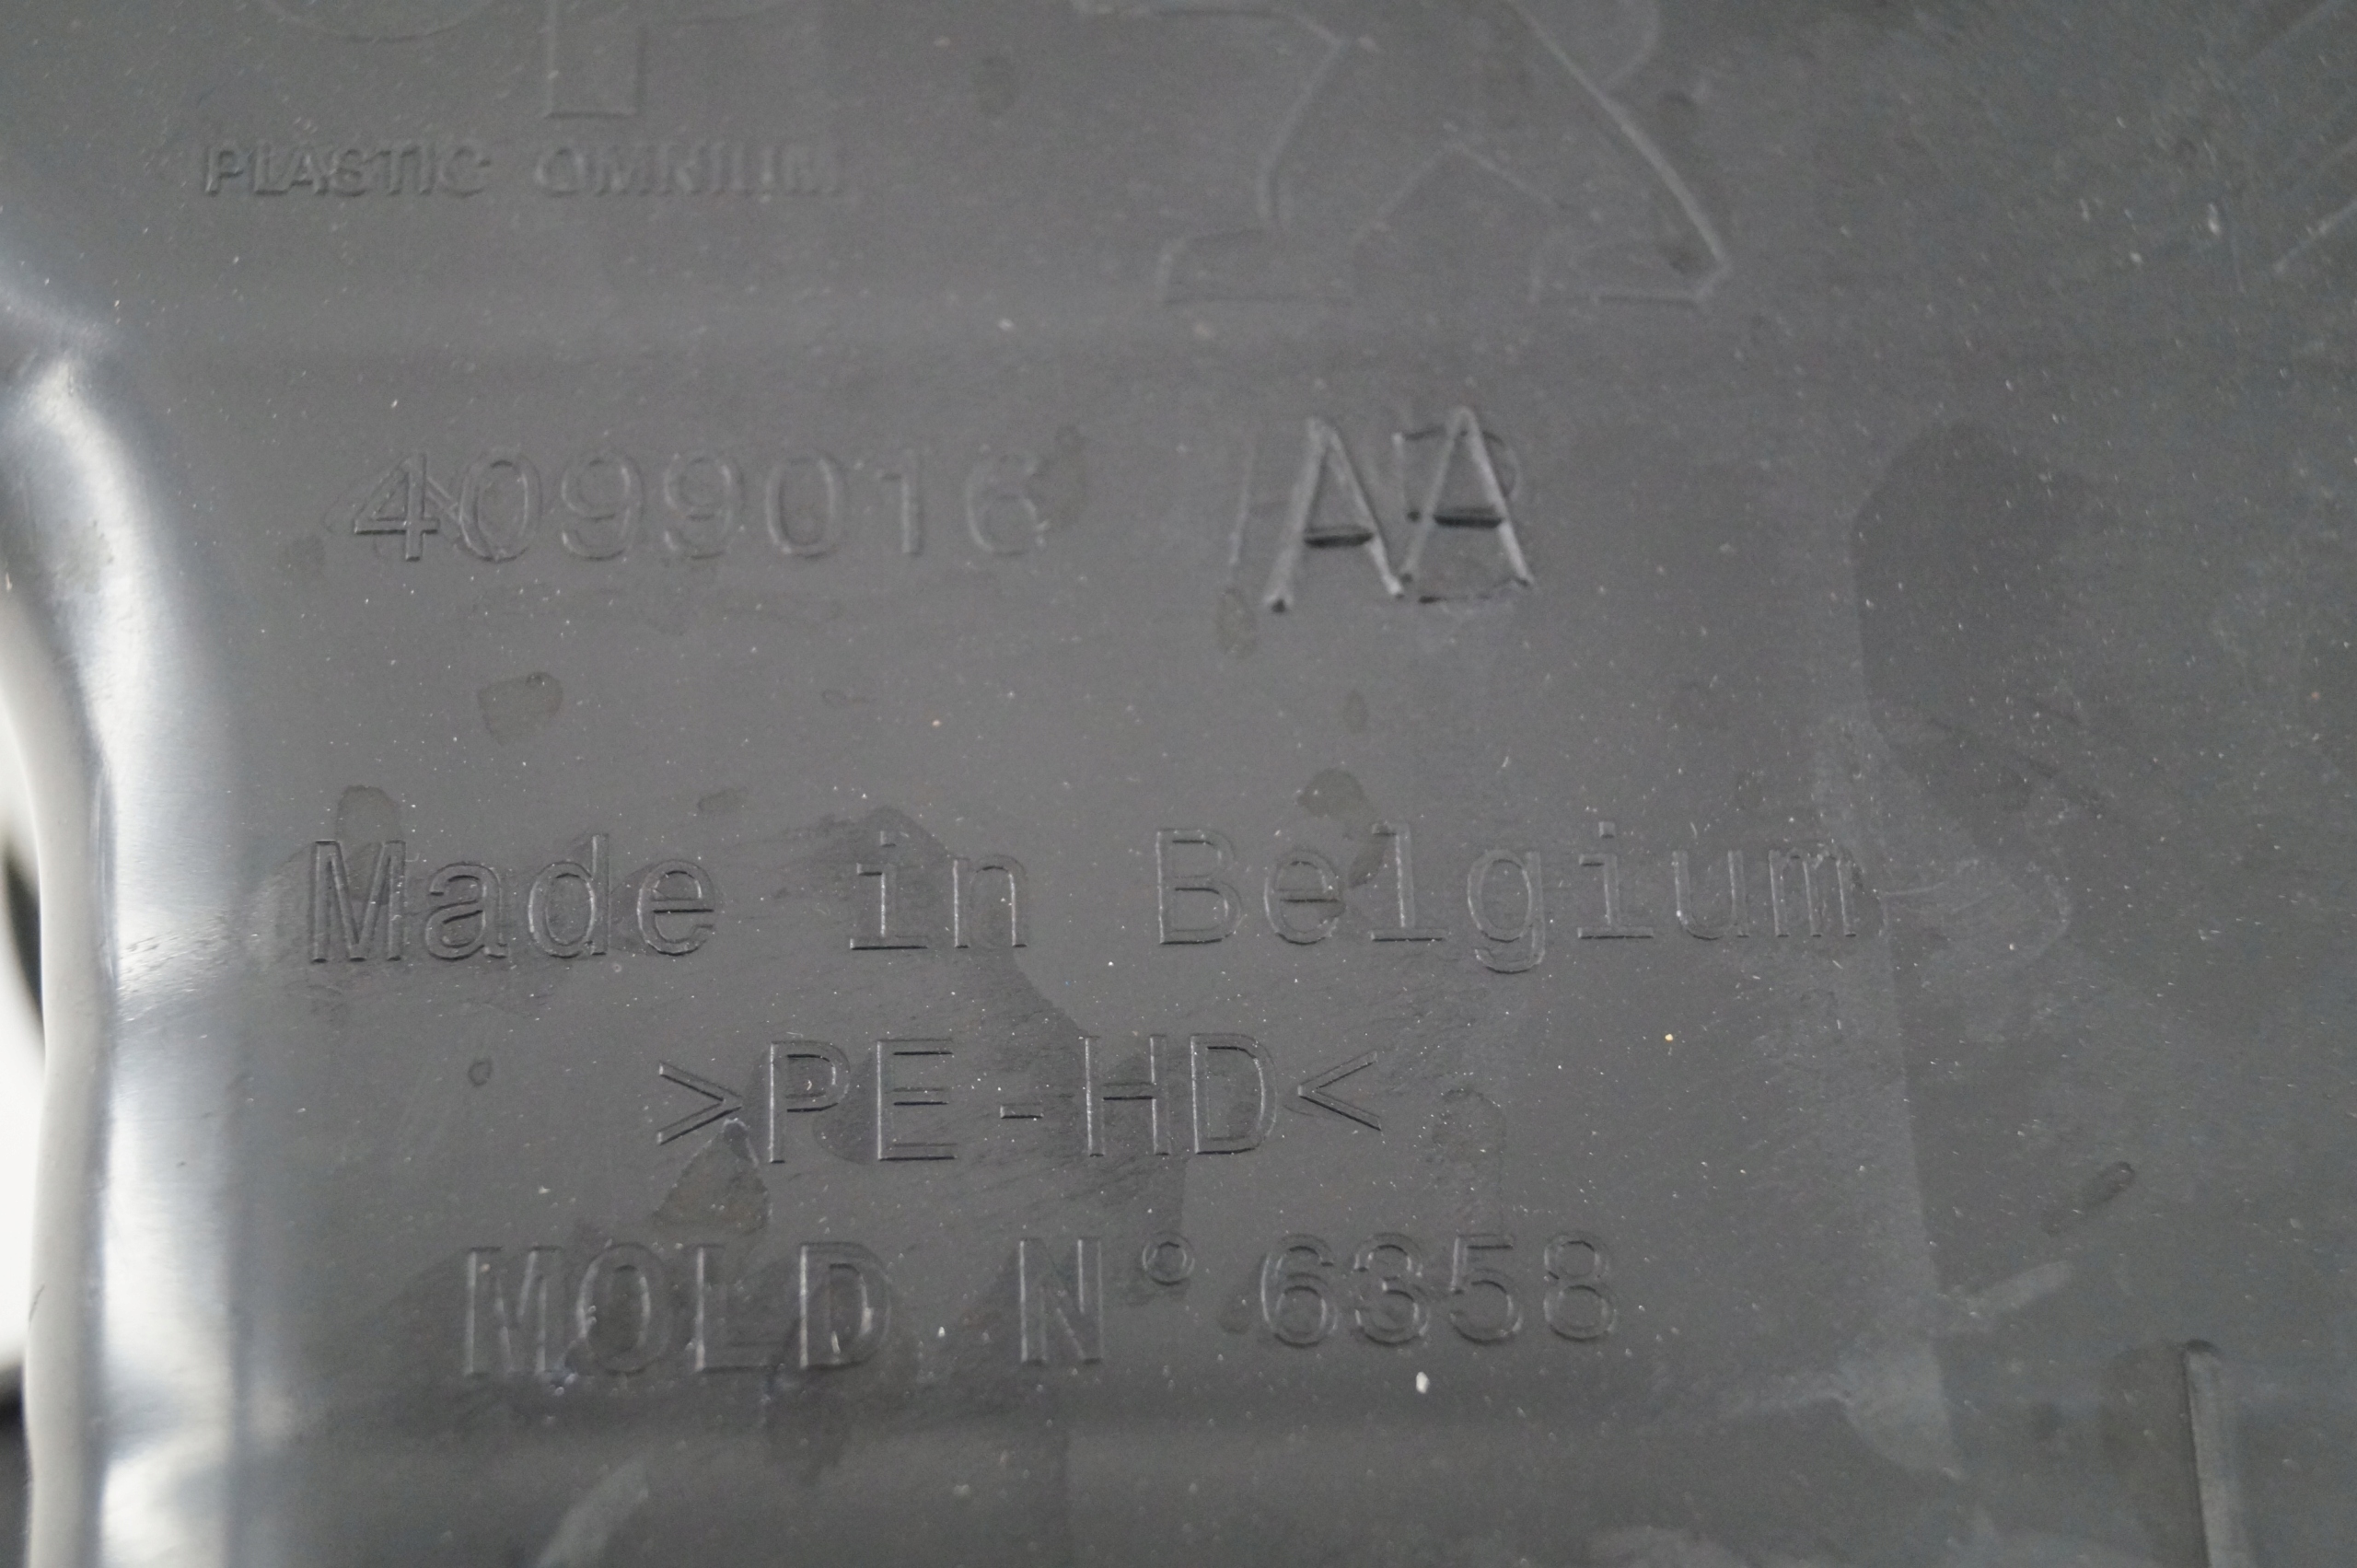 PLASTIC OMNIUM
4099016 AA
Made in Belgium
>PE-HD<
MOLD N° 6358